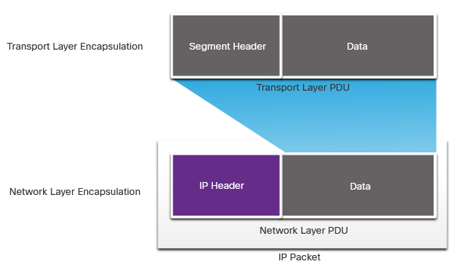 Transport Layer Encapsulation
Segment Header
Data
Transport Layer PDU
Network Layer Encapsulation
IP Header
Data
Network Layer PDU
IP Packet